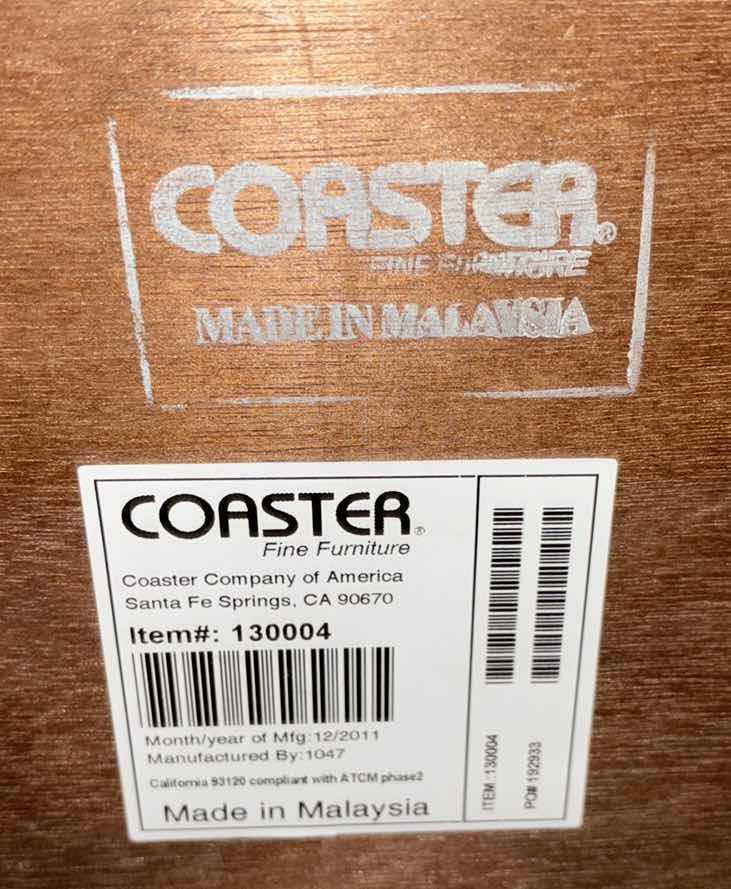 COASTER®
FINE FURNITURE
MADE IN MALAYSIA
COASTER®
Fine Furniture
Coaster Company of America
Santa Fe Springs, CA 90670
Item#: 130004
Month/year of Mfg:12/2011
Manufactured By:1047
California 93120 compliant with ATCM phase2
Made in Malaysia
ITEM :130004
PO# 192933